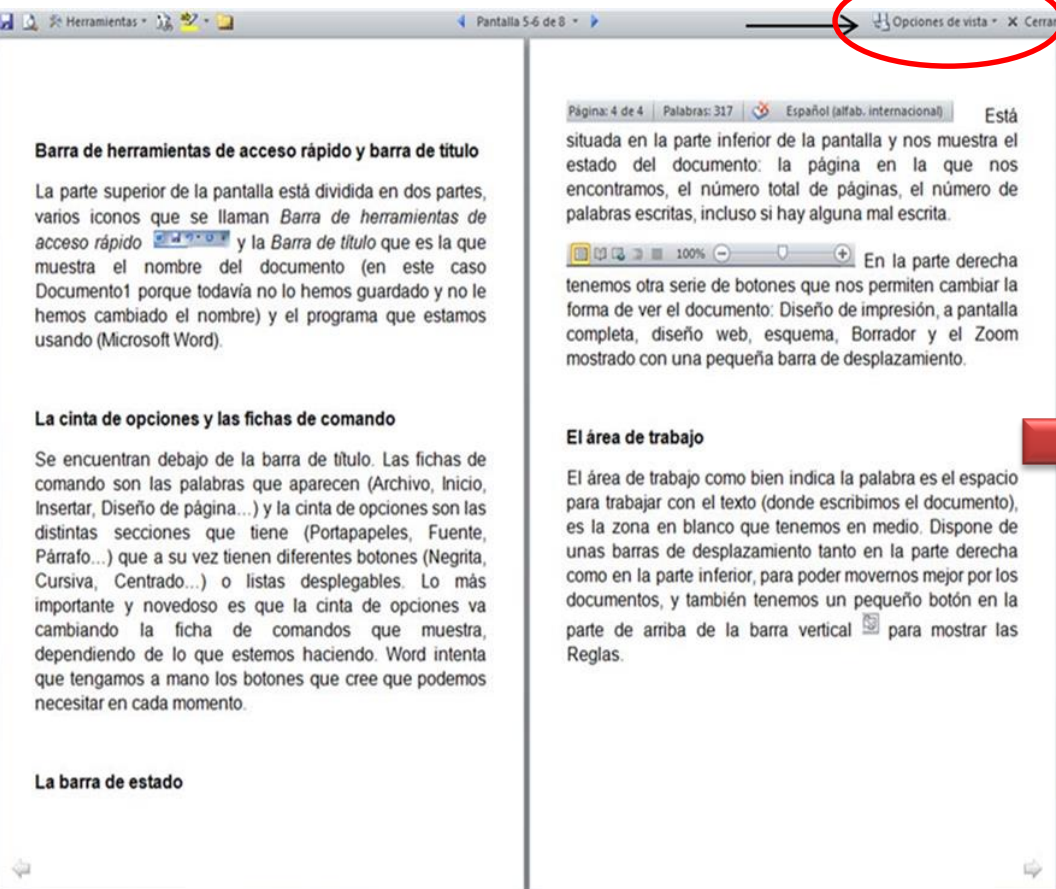 Herramientas
Pantalla 5-6 de 8
Opciones de vista
Cerrar
Barra de herramientas de acceso rápido y barra de título
La parte superior de la pantalla está dividida en dos partes,
varios iconos que se llaman Barra de herramientas de
acceso rápido y la Barra de título que es la que
muestra el nombre del documento (en este caso
Documento1 porque todavía no lo hemos guardado y no le
hemos cambiado el nombre) y el programa que estamos
usando (Microsoft Word).
La cinta de opciones y las fichas de comando
Se encuentran debajo de la barra de título. Las fichas de
comando son las palabras que aparecen (Archivo, Inicio,
Insertar, Diseño de página...) y la cinta de opciones son las
distintas secciones que tiene (Portapapeles, Fuente,
Párrafo...) que a su vez tienen diferentes botones (Negrita,
Cursiva, Centrado...) o listas desplegables. Lo más
importante y novedoso es que la cinta de opciones va
cambiando la ficha de comandos que muestra,
dependiendo de lo que estemos haciendo. Word intenta
que tengamos a mano los botones que cree que podemos
necesitar en cada momento.
La barra de estado
Página: 4 de 4 Palabras: 317 Español (alfab. internacional) Está
situada en la parte inferior de la pantalla y nos muestra el
estado del documento: la página en la que nos
encontramos, el número total de páginas, el número de
palabras escritas, incluso si hay alguna mal escrita.
100% En la parte derecha
tenemos otra serie de botones que nos permiten cambiar la
forma de ver el documento: Diseño de impresión, a pantalla
completa, diseño web, esquema, Borrador y el Zoom
mostrado con una pequeña barra de desplazamiento.
El área de trabajo
El área de trabajo como bien indica la palabra es el espacio
para trabajar con el texto (donde escribimos el documento),
es la zona en blanco que tenemos en medio. Dispone de
unas barras de desplazamiento tanto en la parte derecha
como en la parte inferior, para poder movernos mejor por los
documentos, y también tenemos un pequeño botón en la
parte de arriba de la barra vertical para mostrar las
Reglas.